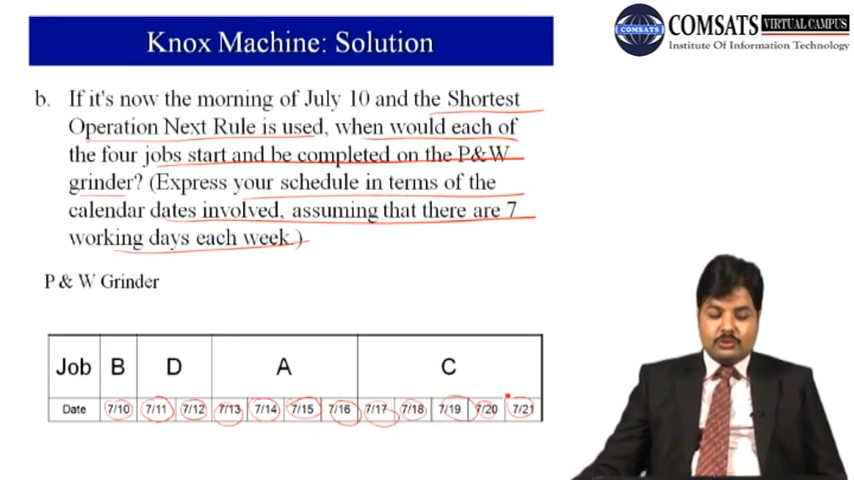 Knox Machine: Solution
COMSATS VIRTUAL CAMPUS
COMSATS
Institute Of Information Technology
b. If it's now the morning of July 10 and the Shortest
Operation Next Rule is used, when would each of
the four jobs start and be completed on the P&W
grinder? (Express your schedule in terms of the
calendar dates involved, assuming that there are 7
working days each week.)
P & W Grinder
Job B D A C
Date 7/10 7/11 7/12 7/13 7/14 7/15 7/16 7/17 7/18 7/19 7/20 7/21